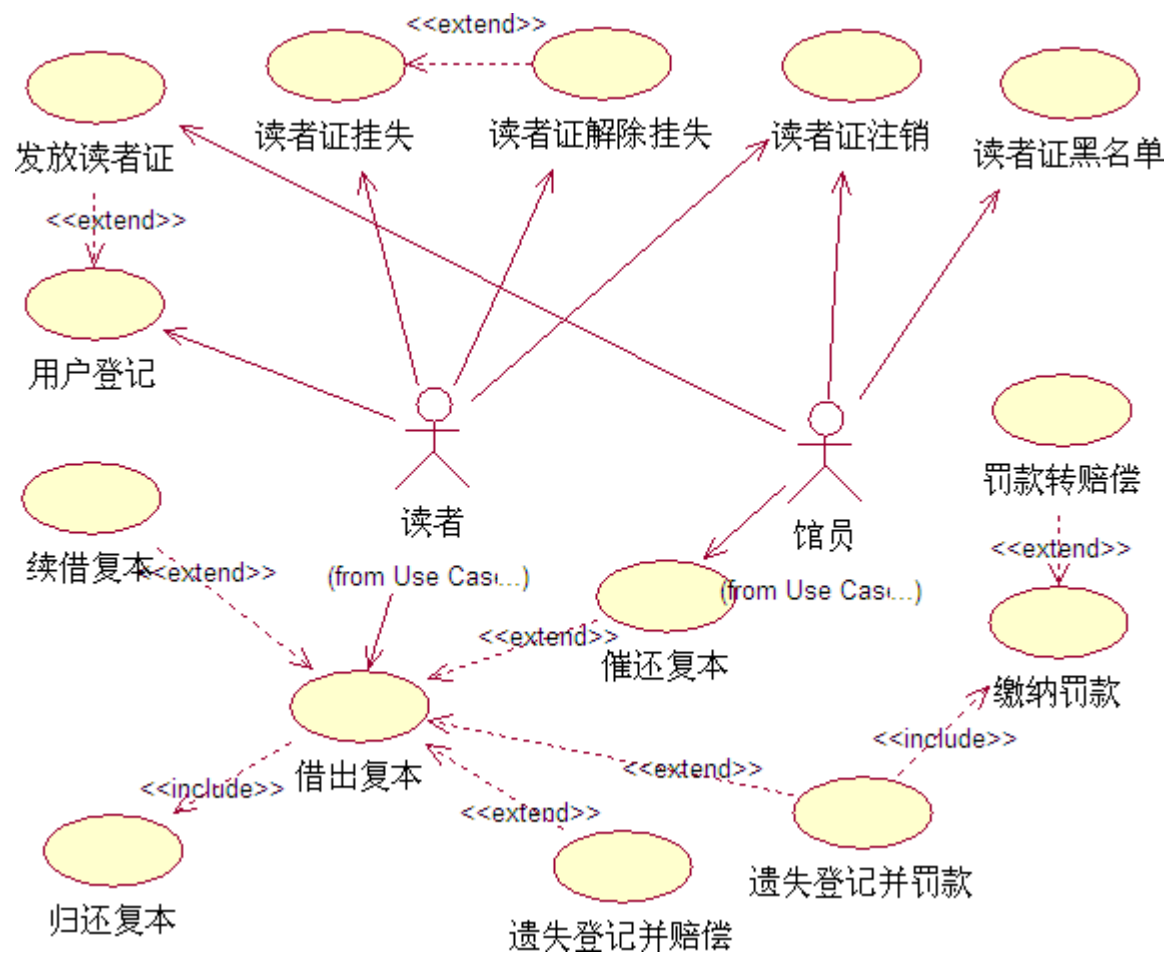 <<extend>>
读者证挂失
读者证解除挂失
读者证注销
读者证黑名单
发放读者证
<<extend>>
用户登记
罚款转赔偿
读者
馆员
续借复本
<<extend>>
(from Use Cas...)
(from Use Cas...)
<<extend>>
<<extend>>
催还复本
缴纳罚款
<<include>>
借出复本
<<extend>>
<<include>>
<<extend>>
遗失登记并罚款
归还复本
遗失登记并赔偿